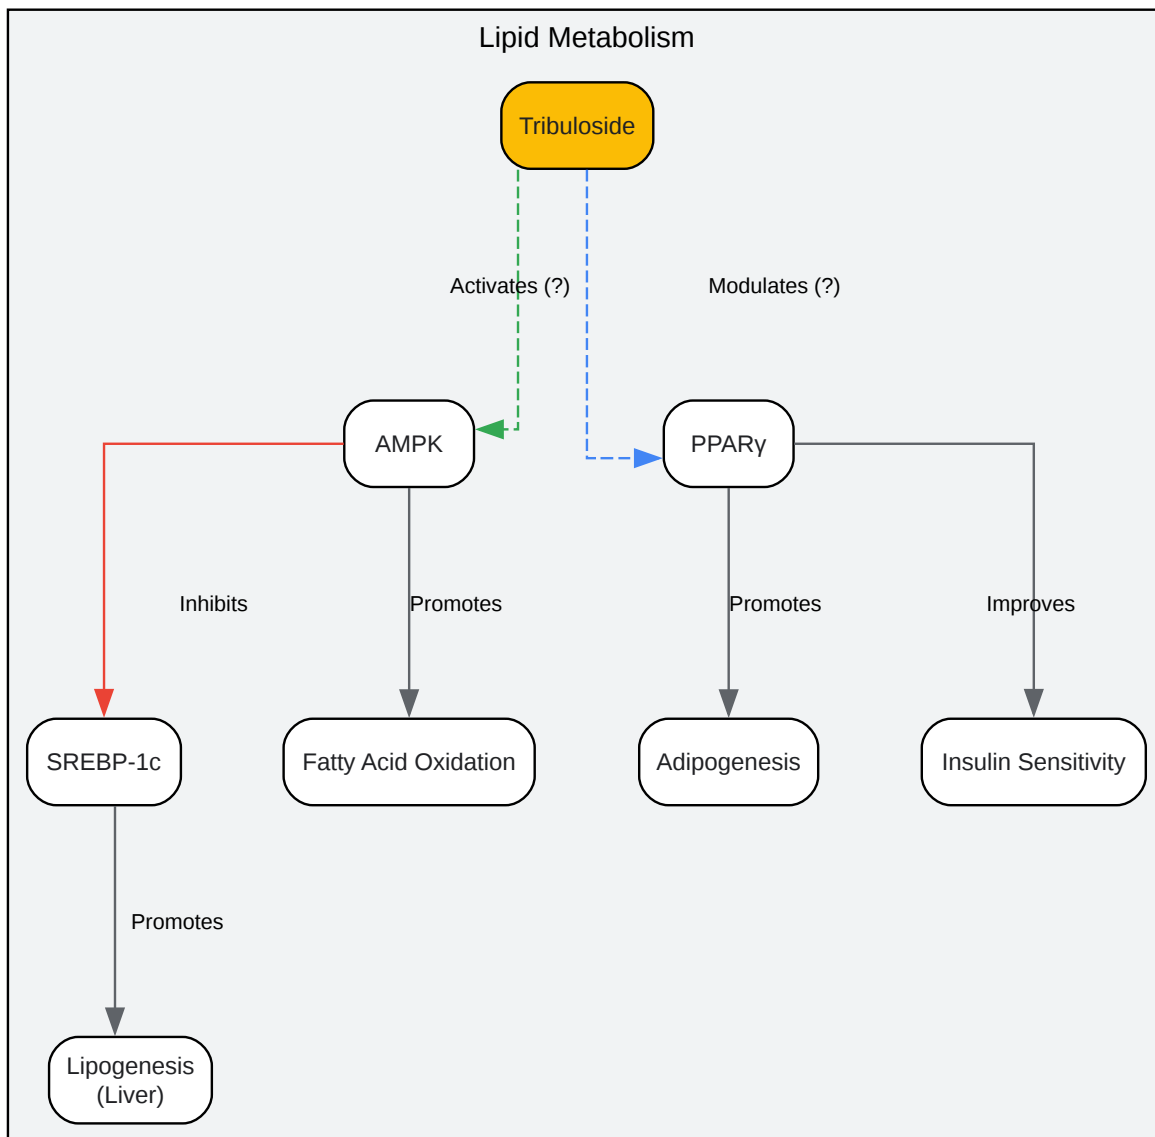 Lipid Metabolism
Tribuloside
Activates (?)
Modulates (?)
AMPK
PPARγ
Inhibits
Promotes
Promotes
Improves
SREBP-1c
Fatty Acid Oxidation
Adipogenesis
Insulin Sensitivity
Promotes
Lipogenesis
(Liver)